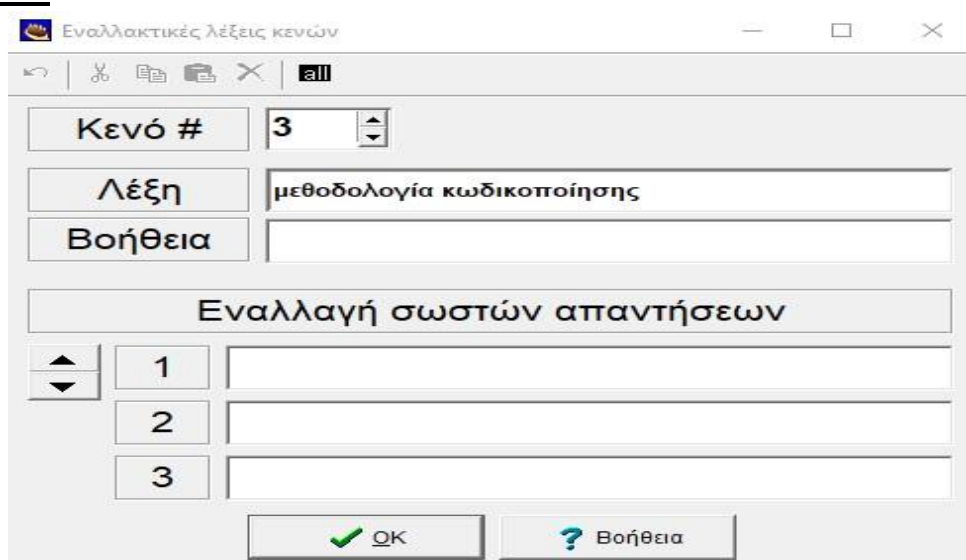 Εναλλακτικές λέξεις κενών
all
Κενό # 3
Λέξη μεθοδολογία κωδικοποίησης
Βοήθεια
Εναλλαγή σωστών απαντήσεων
1
2
3
OK ? Βοήθεια